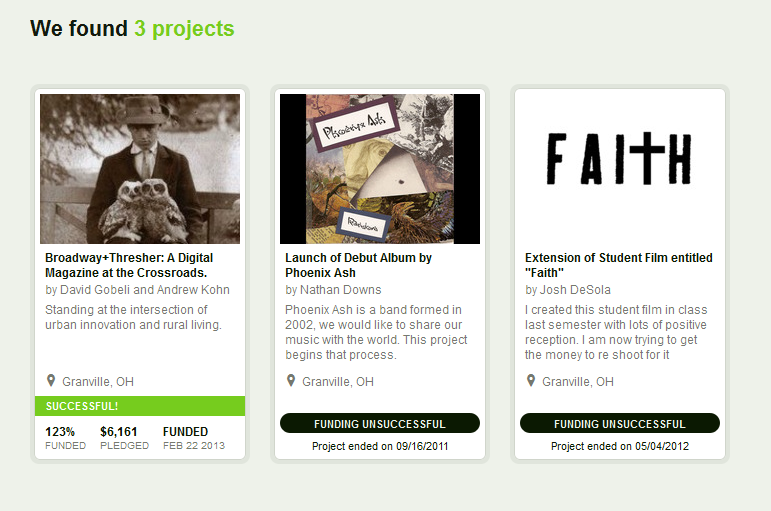 We found 3 projects
Broadway+Thresher: A Digital
Magazine at the Crossroads.
by David Gobeli and Andrew Kohn
Standing at the intersection of
urban innovation and rural living.
Granville, OH
SUCCESSFUL!
123% $6,161 FUNDED
FUNDED PLEDGED FEB 22 2013
Phoenix Ash
Random
Launch of Debut Album by
Phoenix Ash
by Nathan Downs
Phoenix Ash is a band formed in
2002, we would like to share our
music with the world. This project
begins that process.
Granville, OH
FUNDING UNSUCCESSFUL
Project ended on 09/16/2011
FAITH
Extension of Student Film entitled
"Faith"
by Josh DeSola
I created this student film in class
last semester with lots of positive
reception. I am now trying to get
the money to re shoot for it
Granville, OH
FUNDING UNSUCCESSFUL
Project ended on 05/04/2012